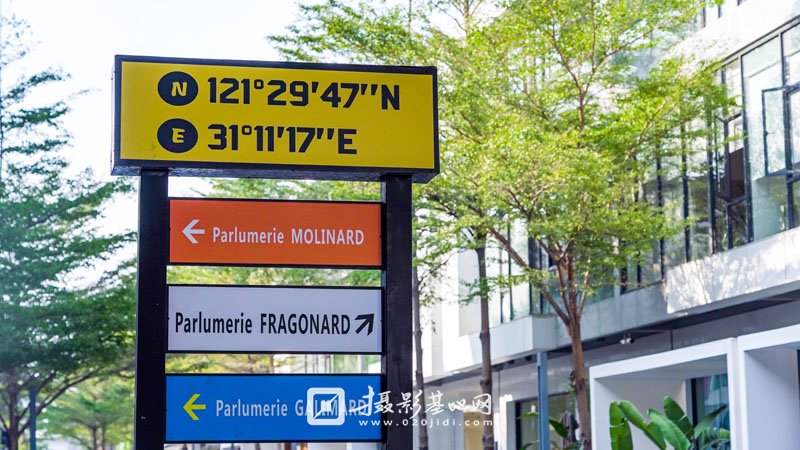 N 121°29′47′′N
E 31°11′17′′E
← Parlumerie MOLINARD
Parlumerie FRAGONARD ↗
← Parlumerie GALIMARD
摄影基地网
www.020jidi.com